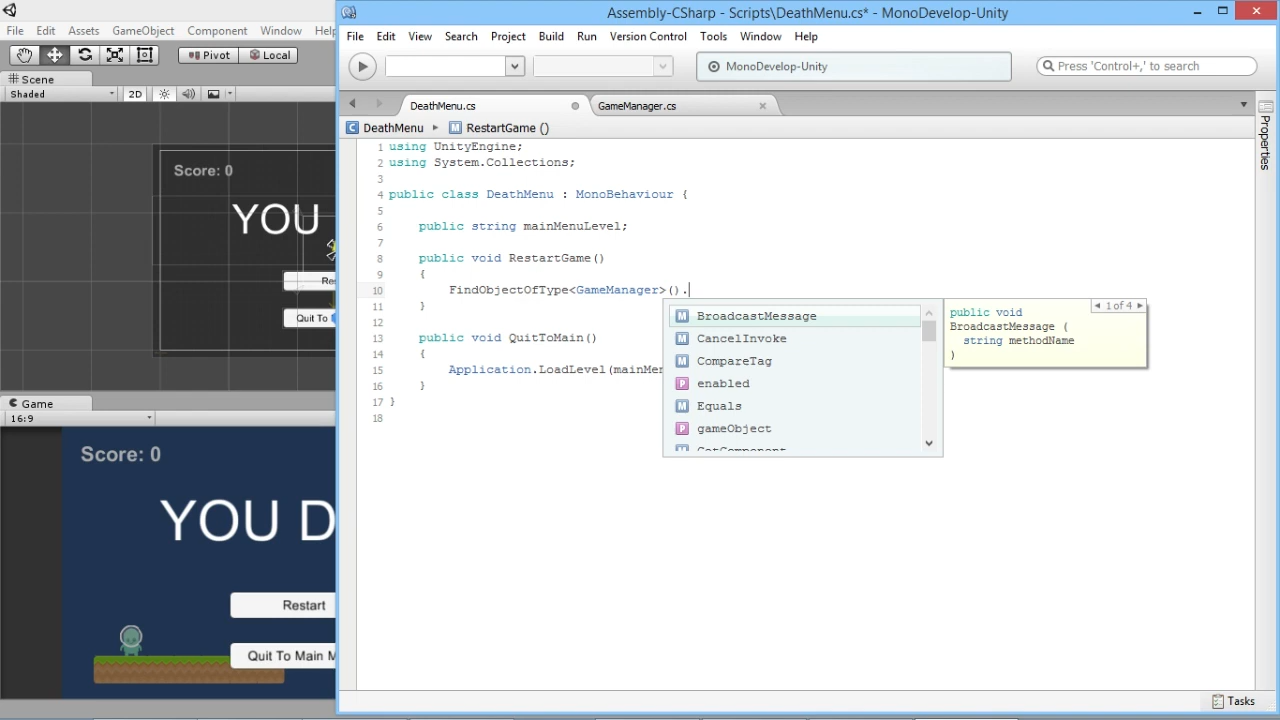 Assembly-CSharp - Scripts\DeathMenu.cs* - MonoDevelop-Unity
File Edit Assets GameObject Component Window Help
File Edit View Search Project Build Run Version Control Tools Window Help
Pivot Local
MonoDevelop-Unity
Press 'Control+,' to search
Scene
Shaded 2D
DeathMenu.cs
GameManager.cs
DeathMenu
RestartGame ()
Properties
1 using UnityEngine;
2 using System.Collections;
3
4 public class DeathMenu : MonoBehaviour {
5
6 public string mainMenuLevel;
7
8 public void RestartGame()
9 {
10 FindObjectOfType<GameManager>().
11 }
12
13 public void QuitToMain()
14 {
15 Application.LoadLevel(mainMen
16 }
17 }
18
BroadcastMessage
CancelInvoke
CompareTag
enabled
Equals
gameObject
GetComponent
1 of 4
public void
BroadcastMessage (
string methodName
)
Score: 0
YOU
Res
Quit To
Game
16:9
Score: 0
YOU D
Restart
Quit To Main M
Tasks